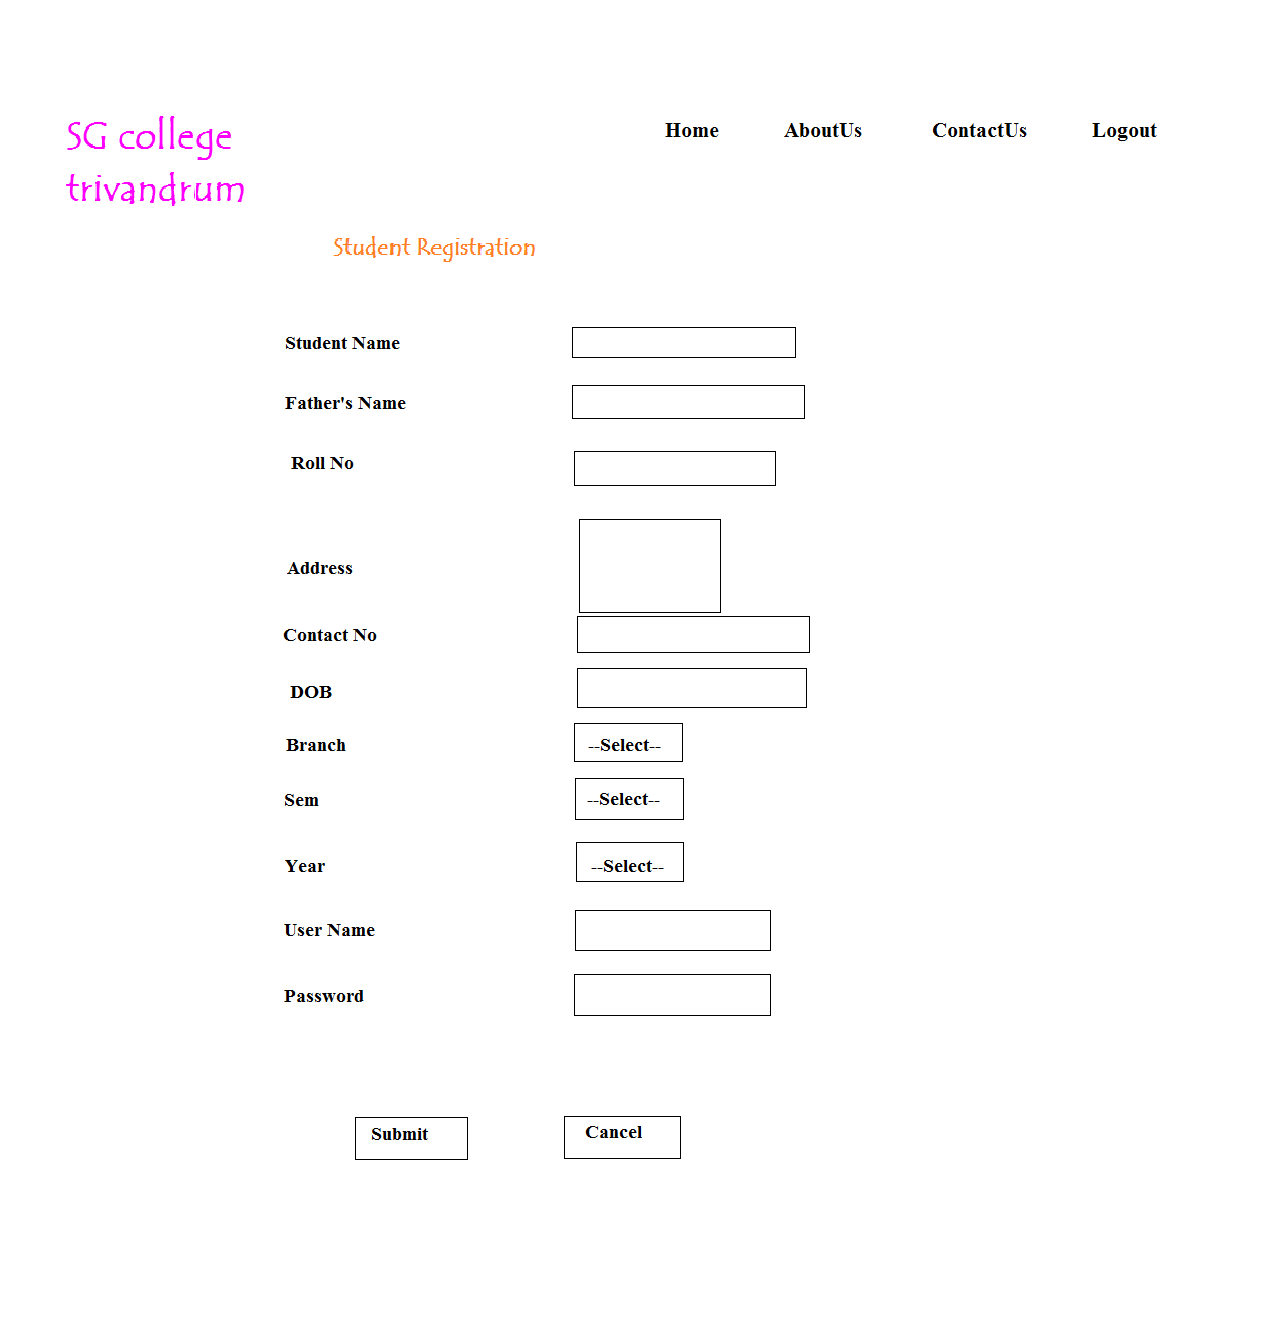 SG college
trivandrum
Home AboutUs ContactUs Logout
Student Registration
Student Name
Father's Name
Roll No
Address
Contact No
DOB
Branch --Select--
Sem --Select--
Year --Select--
User Name
Password
Submit Cancel